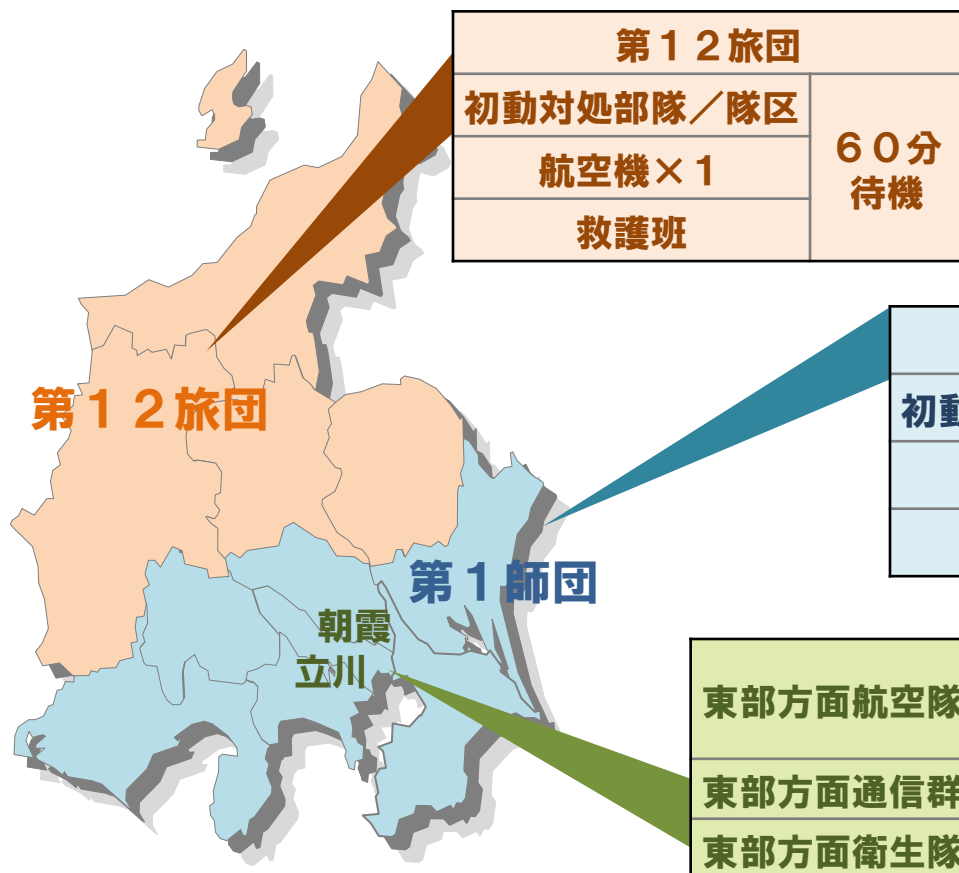 第１２旅団
初動対処部隊／隊区
航空機×１
救護班
６０分
待機
第１２旅団
初動
第１師団
朝霞
立川
東部方面航空隊
東部方面通信群
東部方面衛生隊